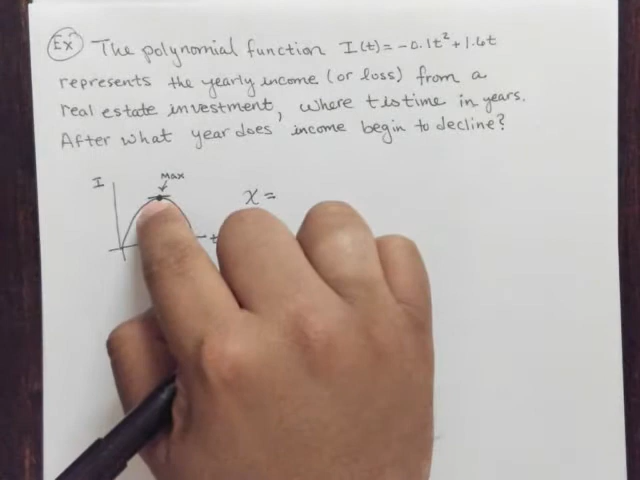 Ex The polynomial function I(t) = -0.1t² + 1.6t
represents the yearly income (or loss) from a
real estate investment, where t is time in years.
After what year does income begin to decline?
MAX
I
x =
t